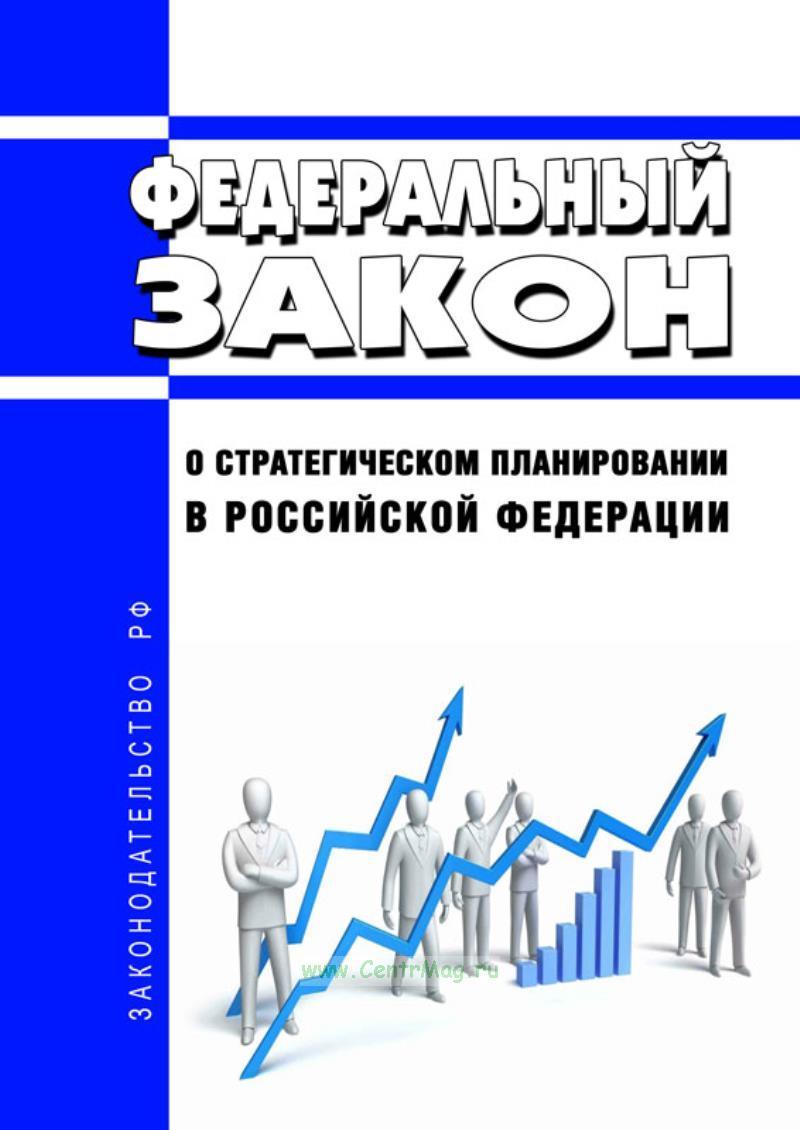 ФЕДЕРАЛЬНЫЙ
ЗАКОН
О СТРАТЕГИЧЕСКОМ ПЛАНИРОВАНИИ
В РОССИЙСКОЙ ФЕДЕРАЦИИ
ЗАКОНОДАТЕЛЬСТВО РФ
www.CentrMag.ru